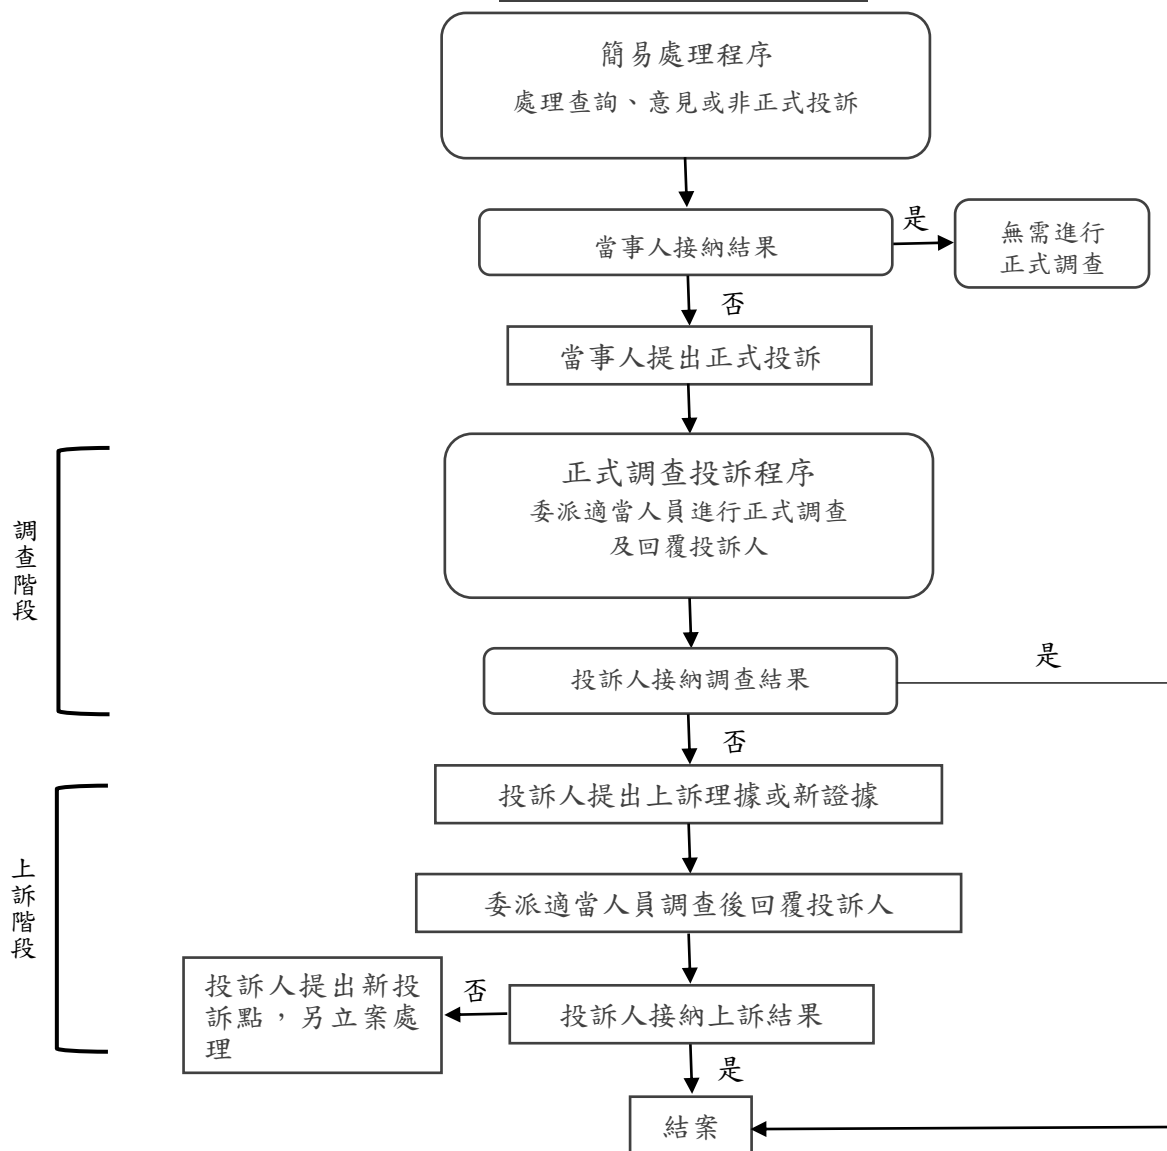 簡易處理程序
處理查詢、意見或非正式投訴
當事人接納結果
是
無需進行
正式調查
否
當事人提出正式投訴
調查階段
正式調查投訴程序
委派適當人員進行正式調查
及回覆投訴人
投訴人接納調查結果
是
否
上訴階段
投訴人提出上訴理據或新證據
委派適當人員調查後回覆投訴人
投訴人提出新投
訴點，另立案處
理
否
投訴人接納上訴結果
是
結案